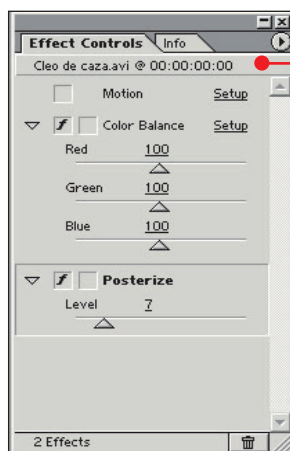 Effect Controls Info
Cleo de caza.avi @ 00:00:00:00
Motion Setup
f Color Balance Setup
Red 100
Green 100
Blue 100
f Posterize
Level 7
2 Effects